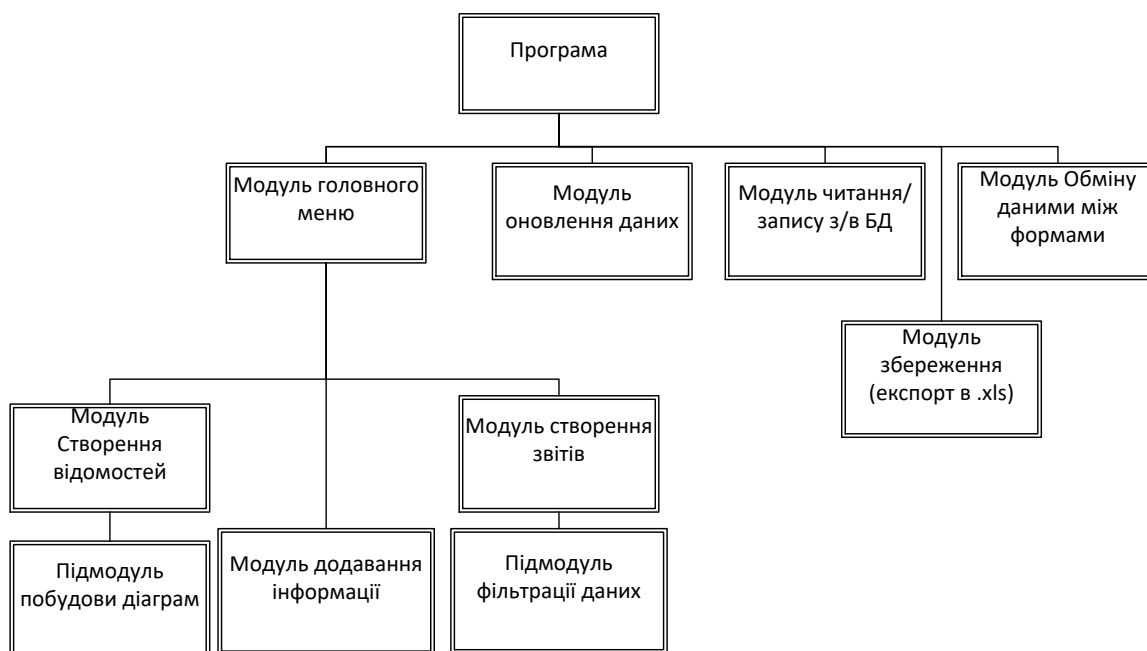 Програма
Модуль головного
меню
Модуль
оновлення даних
Модуль читання/
запису з/в БД
Модуль Обміну
даними між
формами
Модуль
збереження
(експорт в .xls)
Модуль
Створення
відомостей
Модуль створення
звітів
Підмодуль
побудови діаграм
Модуль додавання
інформації
Підмодуль
фільтрації даних